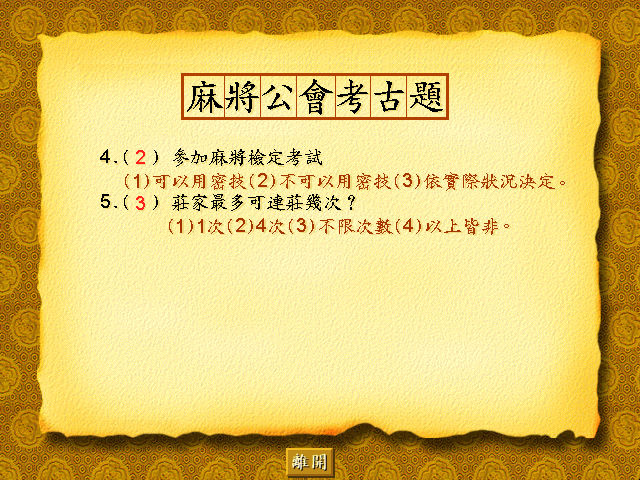 麻將公會考古題
4.( 2 ) 參加麻將檢定考試
(1)可以用密技(2)不可以用密技(3)依實際狀況決定。
5.( 3 ) 莊家最多可連莊幾次？
(1)1次(2)4次(3)不限次數(4)以上皆非。
離開